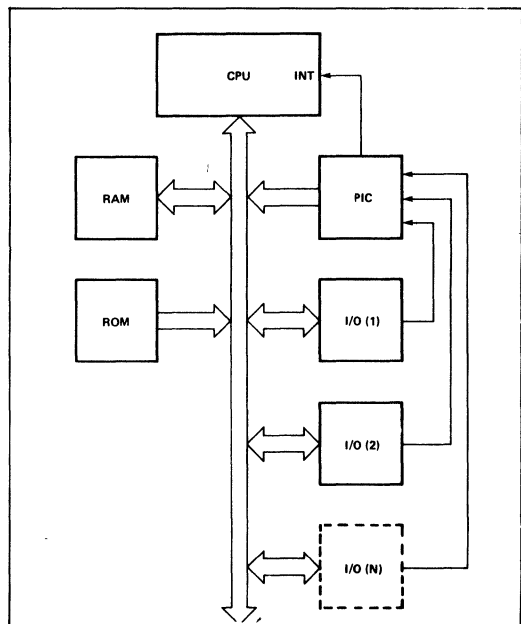 CPU INT
RAM
PIC
ROM
I/O (1)
I/O (2)
I/O (N)